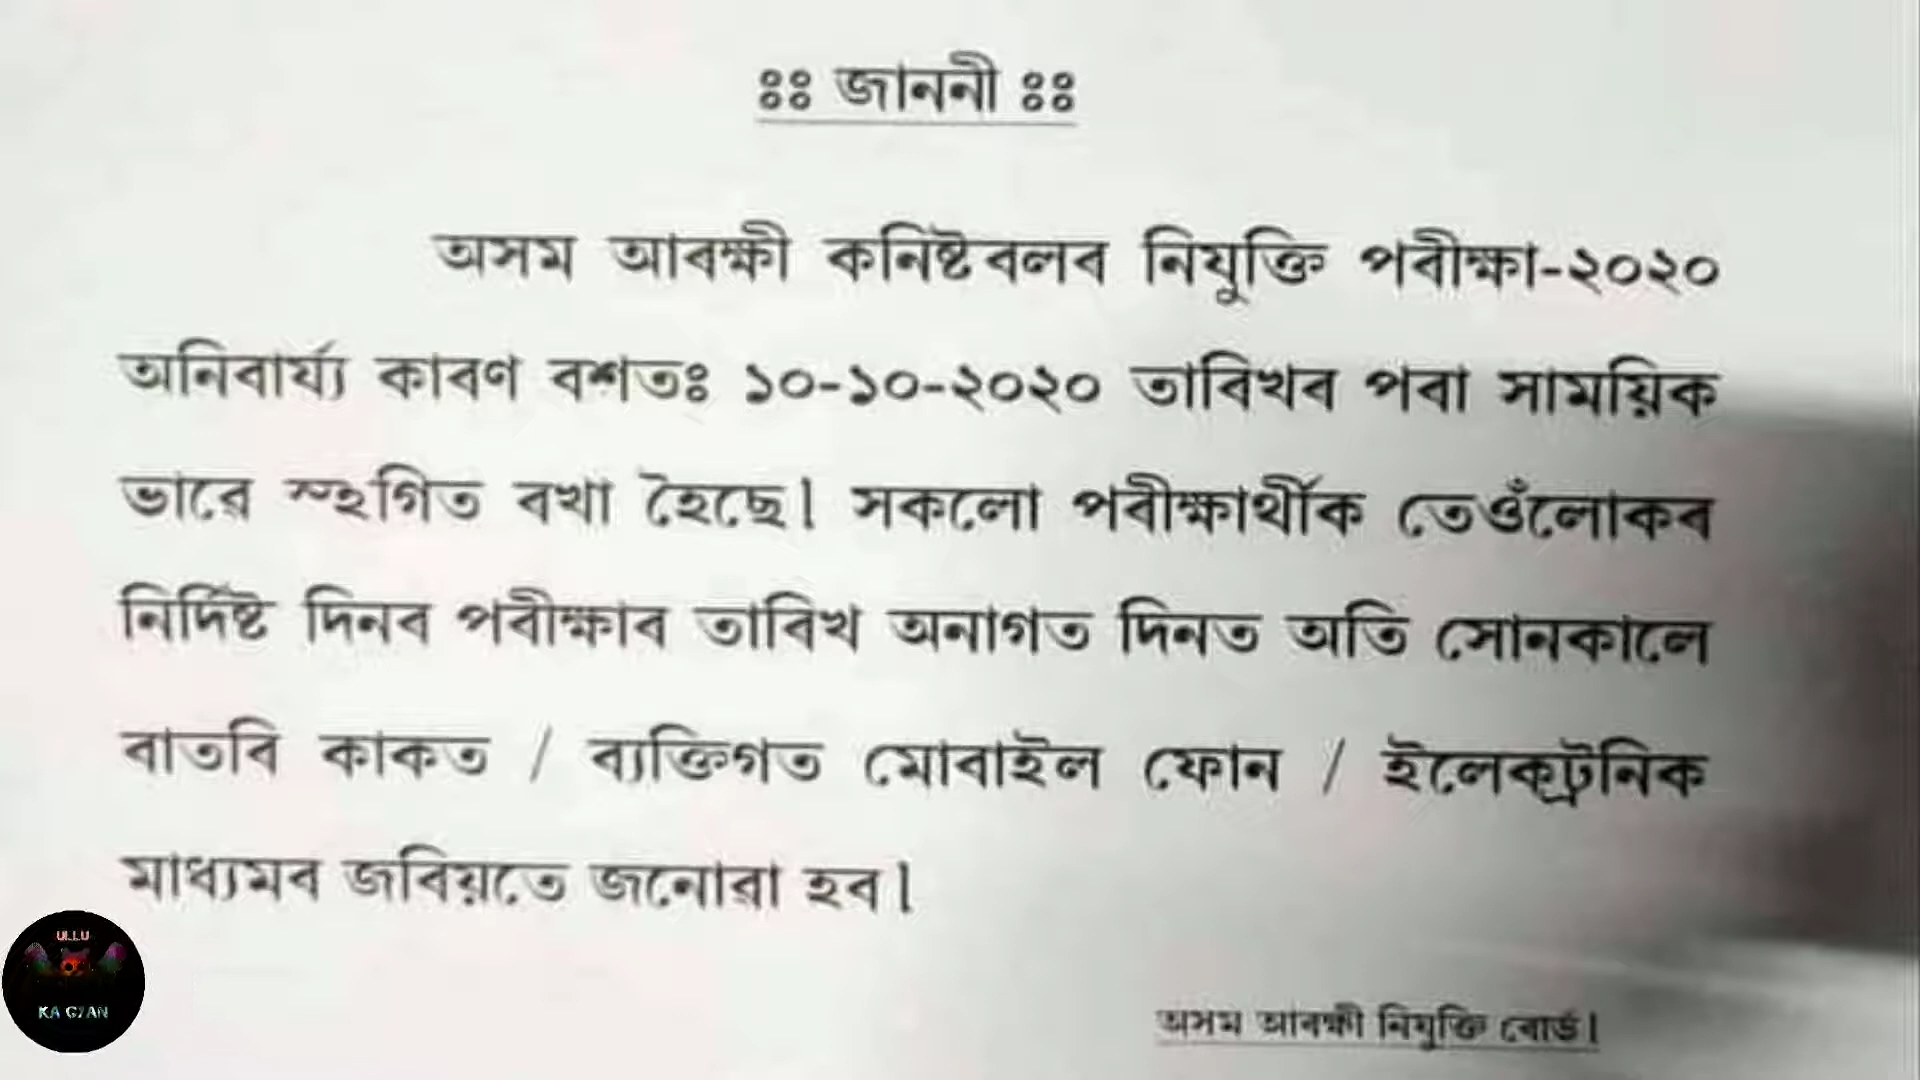 ঃঃ জাননী ঃঃ
অসম আৰক্ষী কনিষ্টবলৰ নিযুক্তি পৰীক্ষা-২০২০
অনিবাৰ্য্য কাৰণ বশতঃ ১০-১০-২০২০ তাৰিখৰ পৰা সাময়িক
ভাৱে স্থগিত ৰখা হৈছে। সকলো পৰীক্ষাৰ্থীক তেওঁলোকৰ
নিৰ্দিষ্ট দিনৰ পৰীক্ষাৰ তাৰিখ অনাগত দিনত অতি সোনকালে
বাতৰি কাকত / ব্যক্তিগত মোবাইল ফোন / ইলেক্ট্ৰনিক
মাধ্যমৰ জৰিয়তে জনোৱা হব।
অসম আৰক্ষী নিযুক্তি বোৰ্ড।
ULLU
KA GYAN